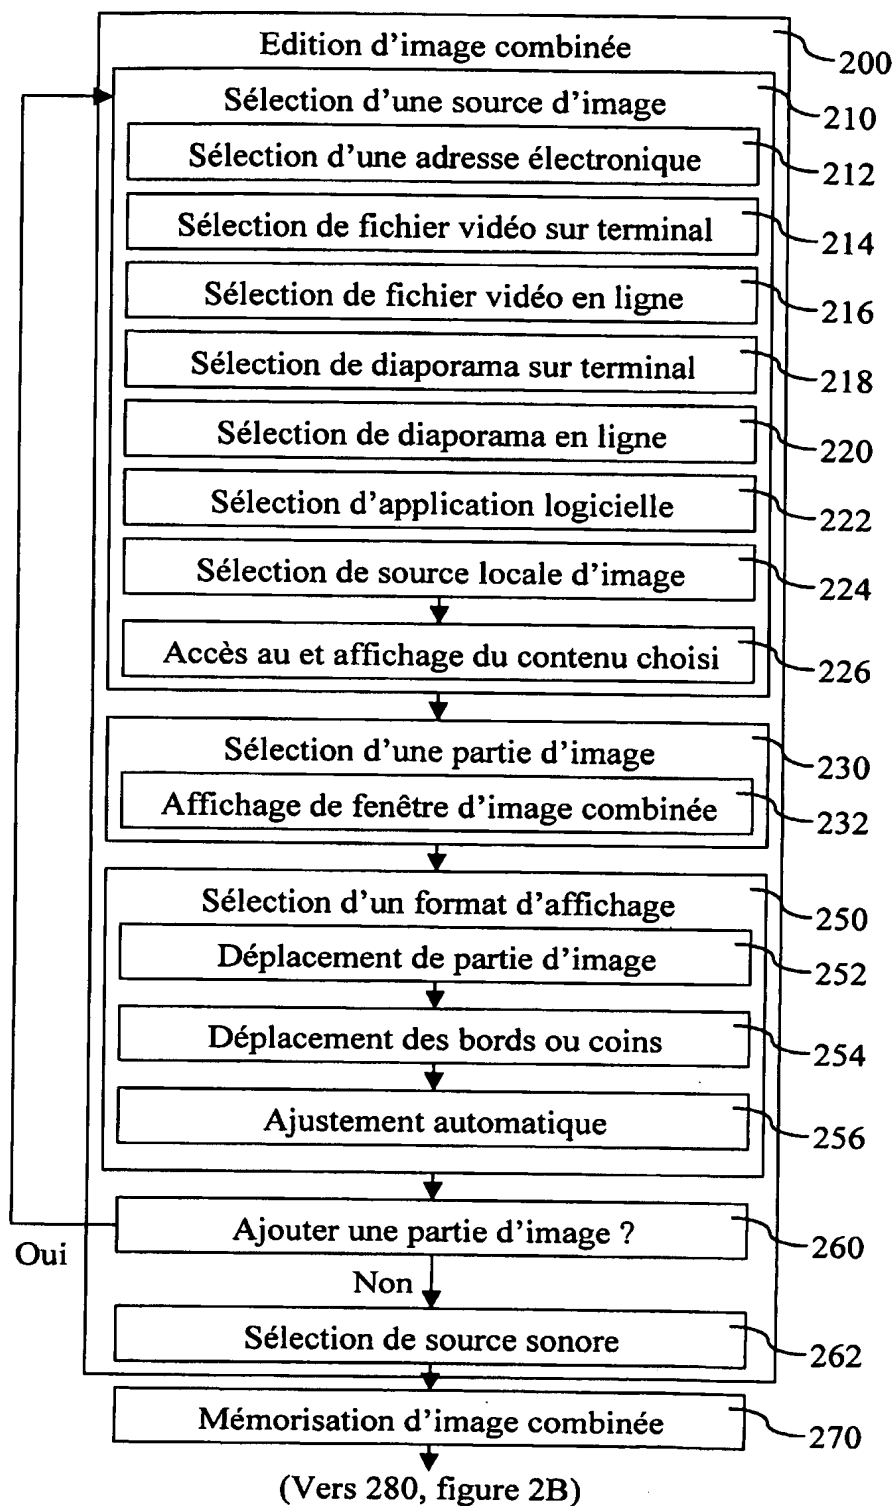 Edition d'image combinée
200
Sélection d'une source d'image
210
Sélection d'une adresse électronique
212
Sélection de fichier vidéo sur terminal
214
Sélection de fichier vidéo en ligne
216
Sélection de diaporama sur terminal
218
Sélection de diaporama en ligne
220
Sélection d'application logicielle
222
Sélection de source locale d'image
224
Accès au et affichage du contenu choisi
226
Sélection d'une partie d'image
230
Affichage de fenêtre d'image combinée
232
Sélection d'un format d'affichage
250
Déplacement de partie d'image
252
Déplacement des bords ou coins
254
Ajustement automatique
256
Ajouter une partie d'image ?
260
Oui
Non
Sélection de source sonore
262
Mémorisation d'image combinée
270
(Vers 280, figure 2B)